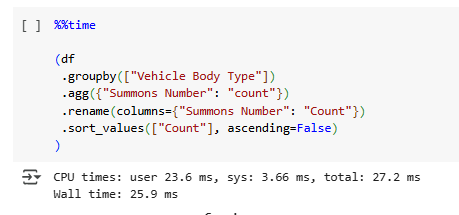 [ ] %%time
(df
.groupby(["Vehicle Body Type"])
.agg({"Summons Number": "count"})
.rename(columns={"Summons Number": "Count"})
.sort_values(["Count"], ascending=False)
)
CPU times: user 23.6 ms, sys: 3.66 ms, total: 27.2 ms
Wall time: 25.9 ms